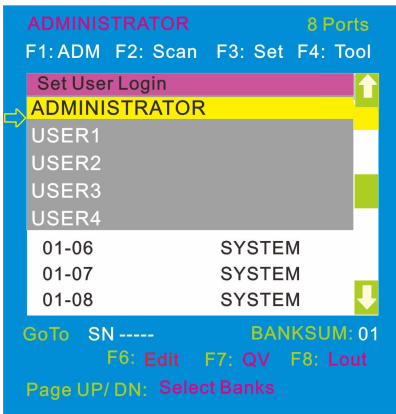 ADMINISTRATOR 8 Ports
F1: ADM F2: Scan F3: Set F4: Tool
Set User Login
ADMINISTRATOR
USER1
USER2
USER3
USER4
01-06 SYSTEM
01-07 SYSTEM
01-08 SYSTEM
GoTo SN ----- BANKSUM: 01
F6: Edit F7: QV F8: Lout
Page UP/ DN: Select Banks